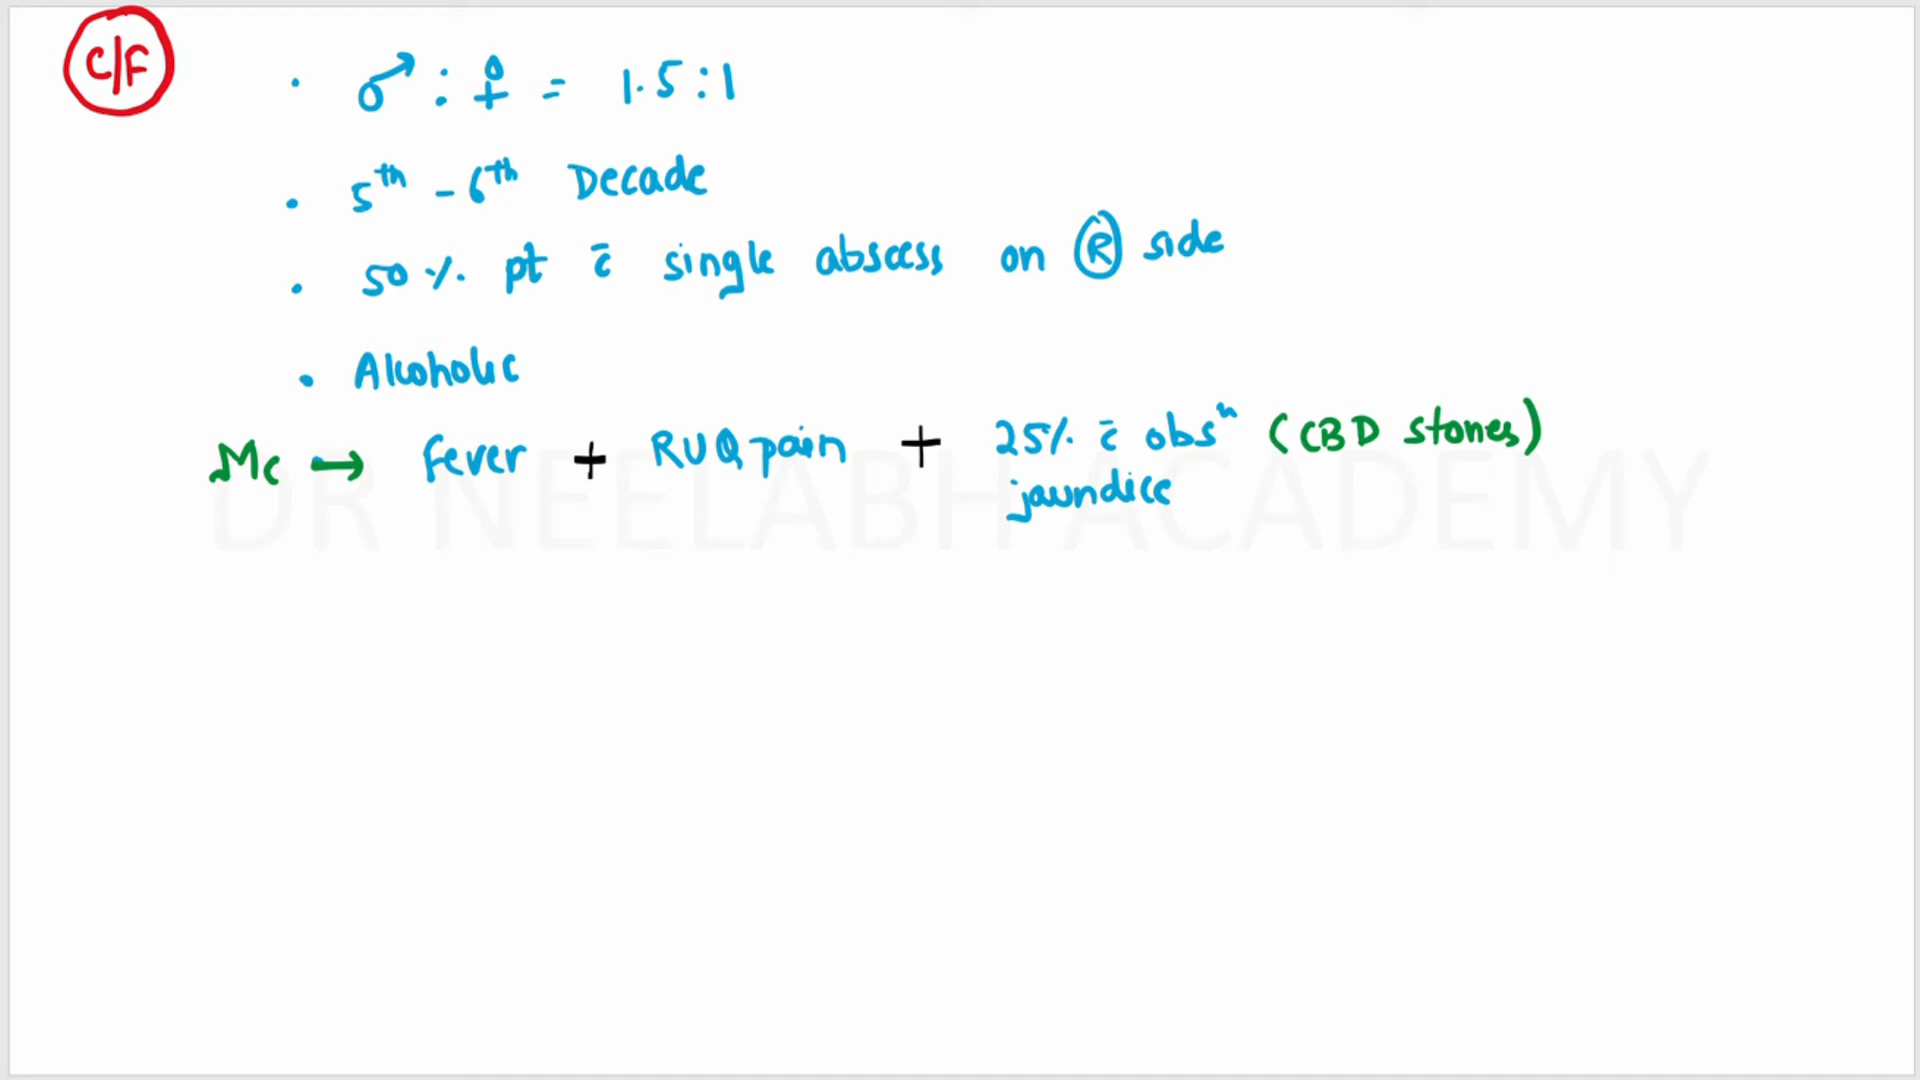 C/F
• ♂ : ♀ = 1.5 : 1
• 5th - 6th Decade
• 50 % pt c̄ single abscess on Ⓡ side
• Alcoholic
Mc → fever + RUQ pain + 25% c̄ obsⁿ (CBD stones)
jaundice
DR NEELABH ACADEMY